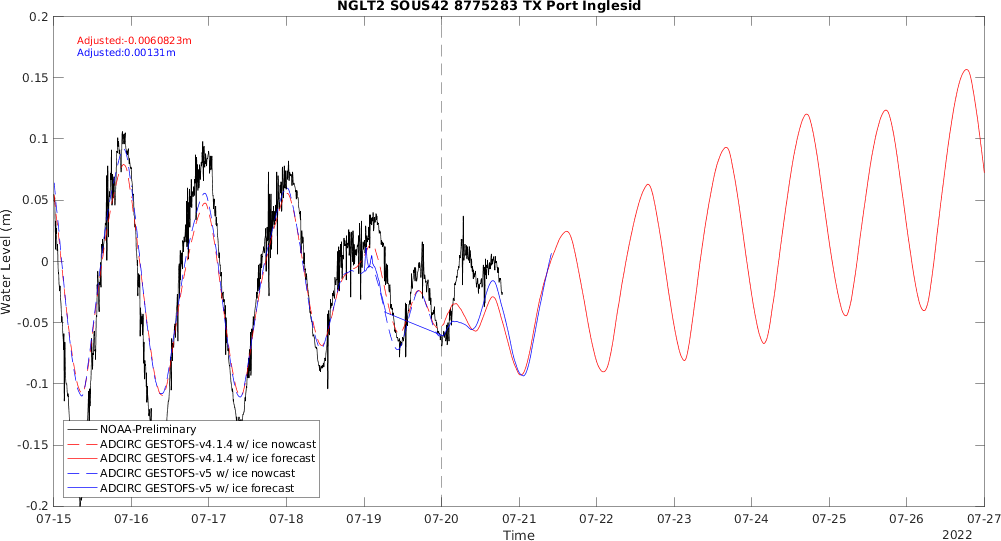 NGLT2 SOUS42 8775283 TX Port Inglesid
0.2
Adjusted:-0.0060823m
Adjusted:0.00131m
0.15
0.1
0.05
0
-0.05
-0.1
-0.15
-0.2
Water Level (m)
NOAA-Preliminary
ADCIRC GESTOFS-v4.1.4 w/ ice nowcast
ADCIRC GESTOFS-v4.1.4 w/ ice forecast
ADCIRC GESTOFS-v5 w/ ice nowcast
ADCIRC GESTOFS-v5 w/ ice forecast
07-15 07-16 07-17 07-18 07-19 07-20 07-21 07-22 07-23 07-24 07-25 07-26 07-27
Time
2022